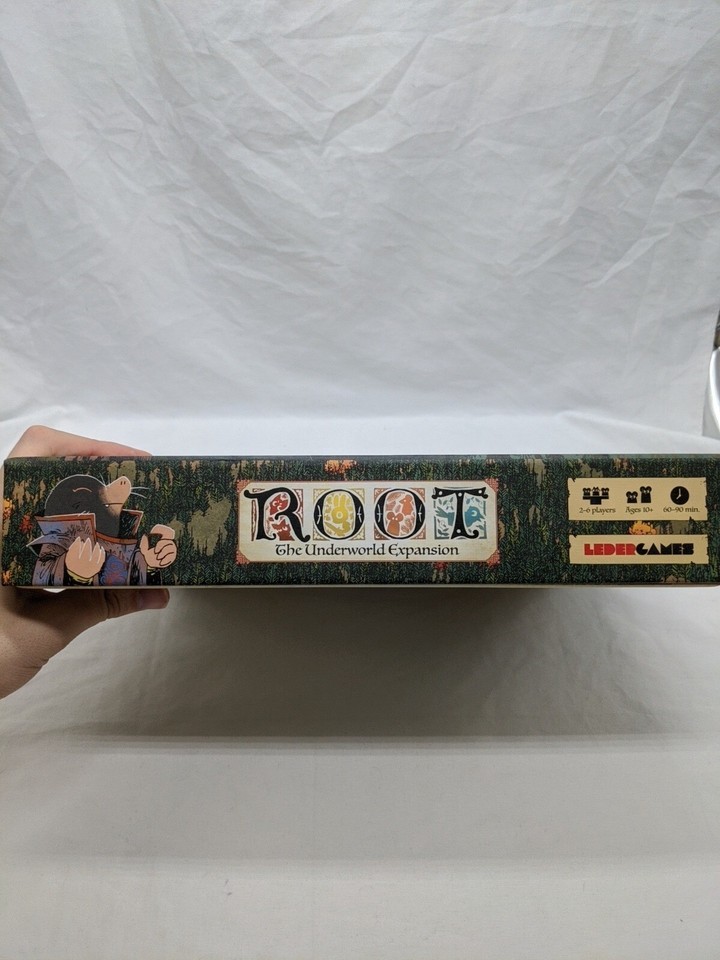 ROOT
The Underworld Expansion
2-6 players Ages 10+ 60-90 min.
LEDERGAMES